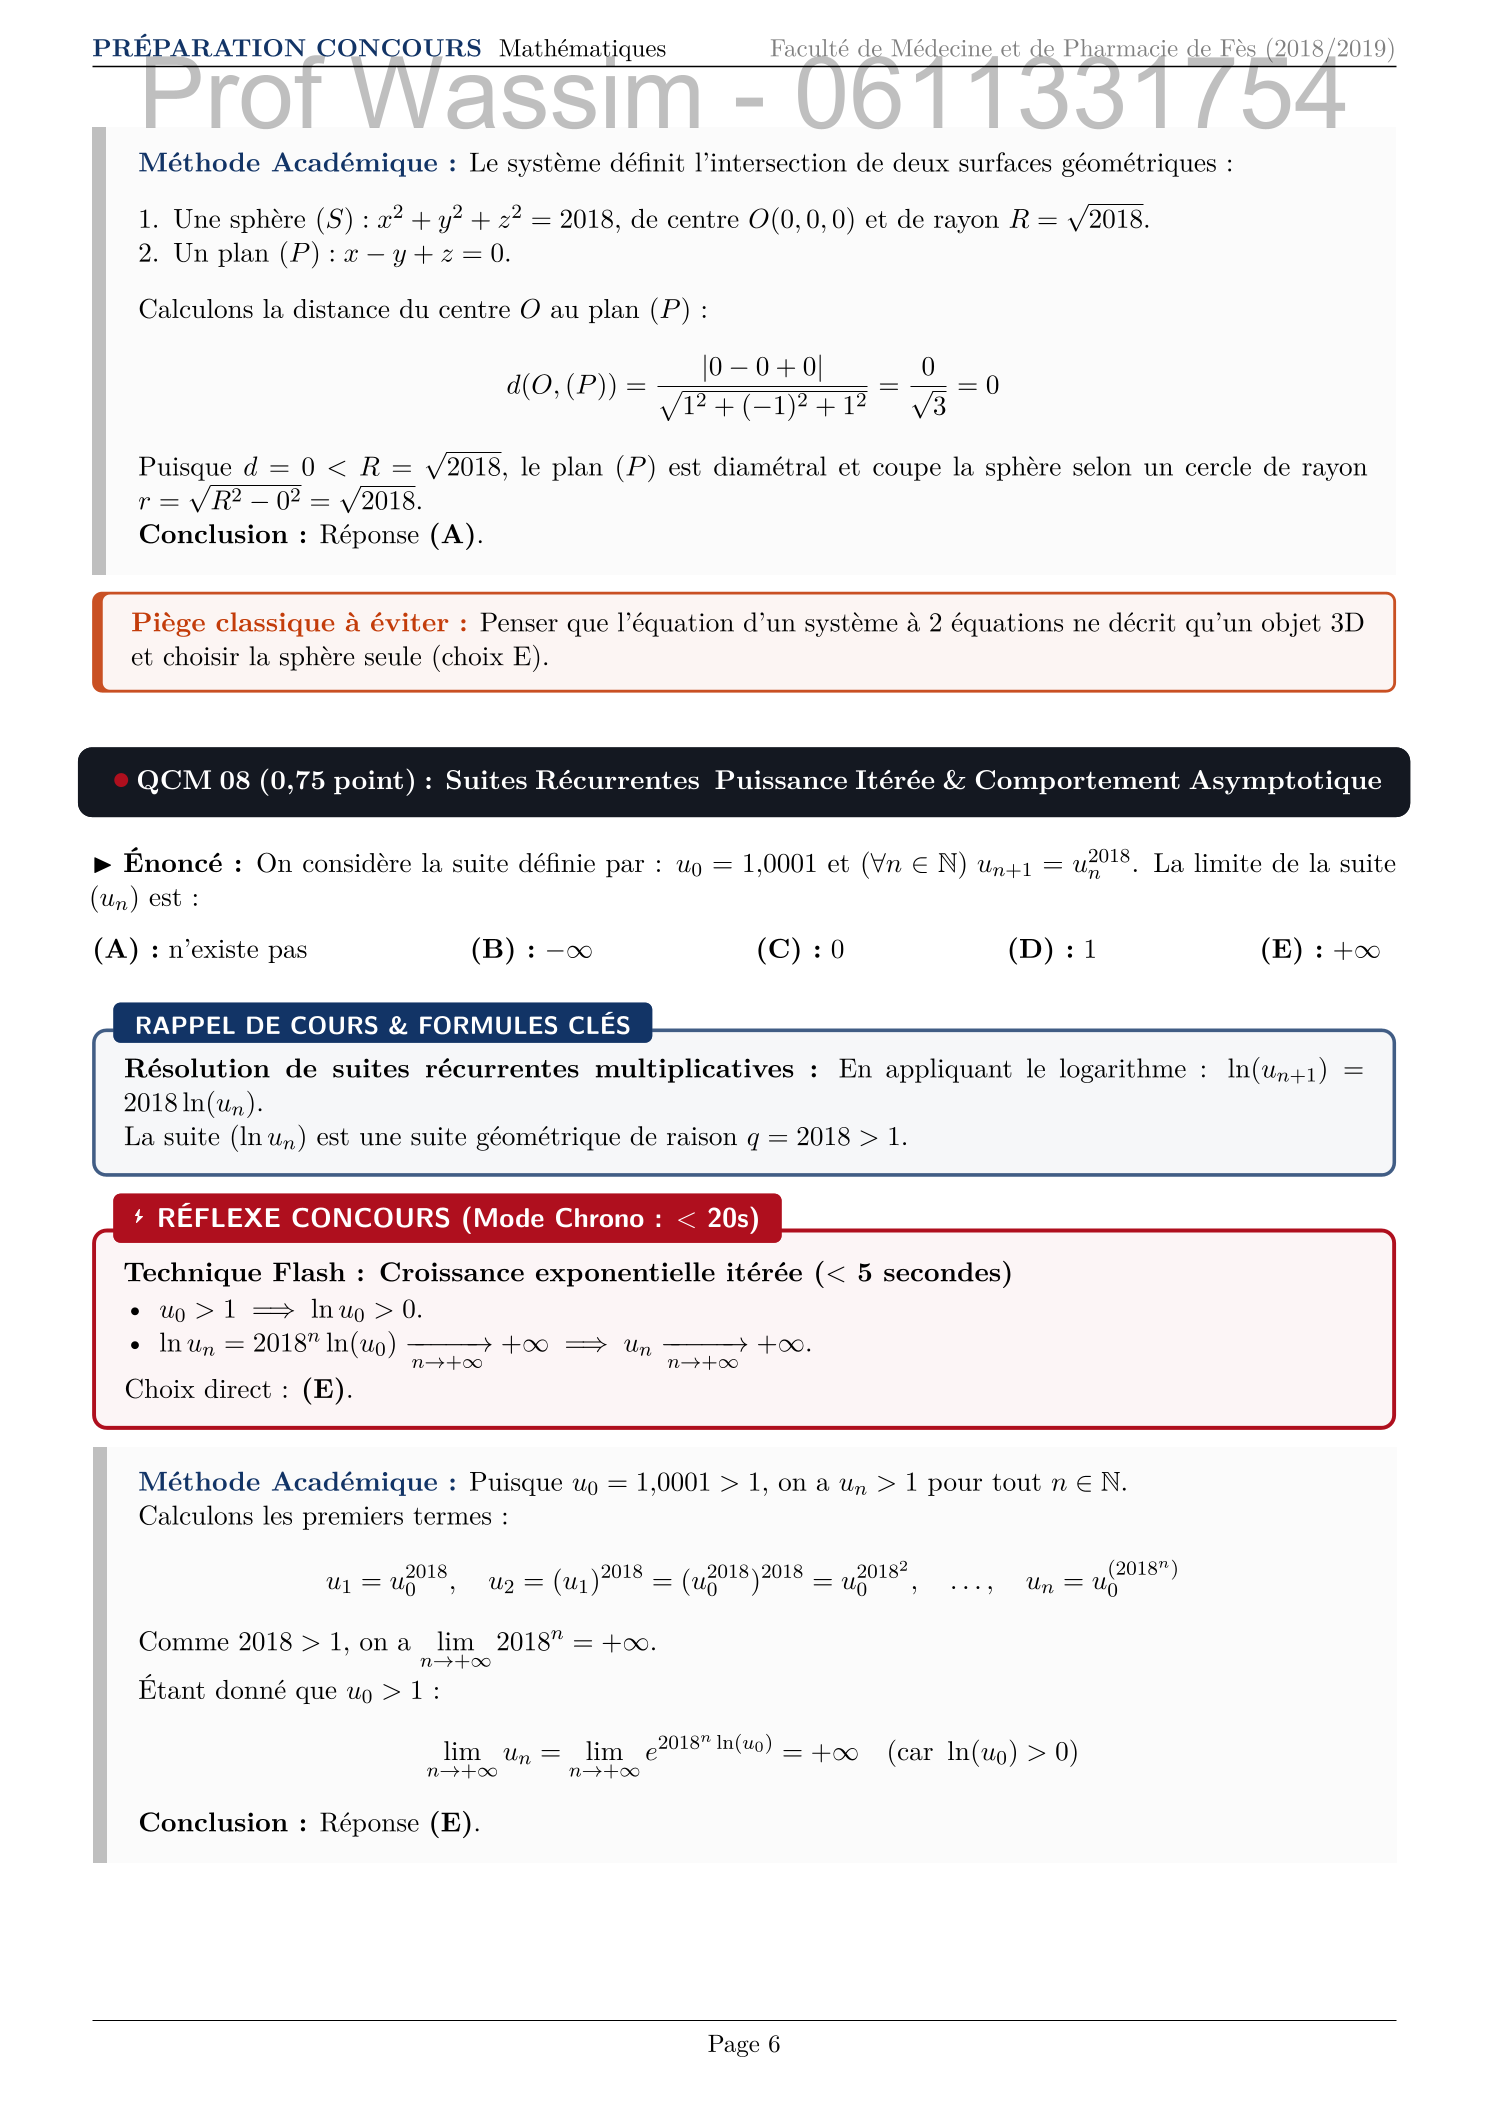 PRÉPARATION CONCOURS Mathématiques Faculté de Médecine et de Pharmacie de Fès (2018/2019)
Prof Wassim - 0611331754
Méthode Académique : Le système définit l'intersection de deux surfaces géométriques :
1. Une sphère (S) : x² + y² + z² = 2018, de centre O(0, 0, 0) et de rayon R = √2018.
2. Un plan (P) : x − y + z = 0.
Calculons la distance du centre O au plan (P) :
d(O, (P)) = |0 − 0 + 0| / √(1² + (−1)² + 1²) = 0/√3 = 0
Puisque d = 0 < R = √2018, le plan (P) est diamétral et coupe la sphère selon un cercle de rayon
r = √(R² − 0²) = √2018.
Conclusion : Réponse (A).
Piège classique à éviter : Penser que l'équation d'un système à 2 équations ne décrit qu'un objet 3D
et choisir la sphère seule (choix E).
● QCM 08 (0,75 point) : Suites Récurrentes Puissance Itérée & Comportement Asymptotique
▶ Énoncé : On considère la suite définie par : u₀ = 1,0001 et (∀n ∈ ℕ) uₙ₊₁ = uₙ²⁰¹⁸. La limite de la suite
(uₙ) est :
(A) : n'existe pas (B) : −∞ (C) : 0 (D) : 1 (E) : +∞
RAPPEL DE COURS & FORMULES CLÉS
Résolution de suites récurrentes multiplicatives : En appliquant le logarithme : ln(uₙ₊₁) =
2018 ln(uₙ).
La suite (ln uₙ) est une suite géométrique de raison q = 2018 > 1.
⚡ RÉFLEXE CONCOURS (Mode Chrono : < 20s)
Technique Flash : Croissance exponentielle itérée (< 5 secondes)
• u₀ > 1 ⟹ ln u₀ > 0.
• ln uₙ = 2018ⁿ ln(u₀) ⟶ +∞ ⟹ uₙ ⟶ +∞.
n→+∞ n→+∞
Choix direct : (E).
Méthode Académique : Puisque u₀ = 1,0001 > 1, on a uₙ > 1 pour tout n ∈ ℕ.
Calculons les premiers termes :
u₁ = u₀²⁰¹⁸, u₂ = (u₁)²⁰¹⁸ = (u₀²⁰¹⁸)²⁰¹⁸ = u₀^(2018²), . . . , uₙ = u₀^(2018ⁿ)
Comme 2018 > 1, on a lim 2018ⁿ = +∞.
n→+∞
Étant donné que u₀ > 1 :
lim uₙ = lim e^(2018ⁿ ln(u₀)) = +∞ (car ln(u₀) > 0)
n→+∞ n→+∞
Conclusion : Réponse (E).
Page 6